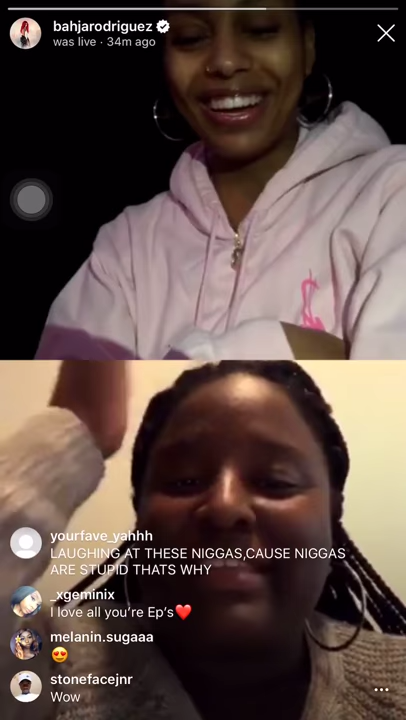 bahjarodriguez
was live · 34m ago
yourfave_yahhh
LAUGHING AT THESE NIGGAS,CAUSE NIGGAS
ARE STUPID THATS WHY
_xgeminix
I love all you're Ep's❤️
melanin.sugaaa
😍
stonefacejnr
Wow